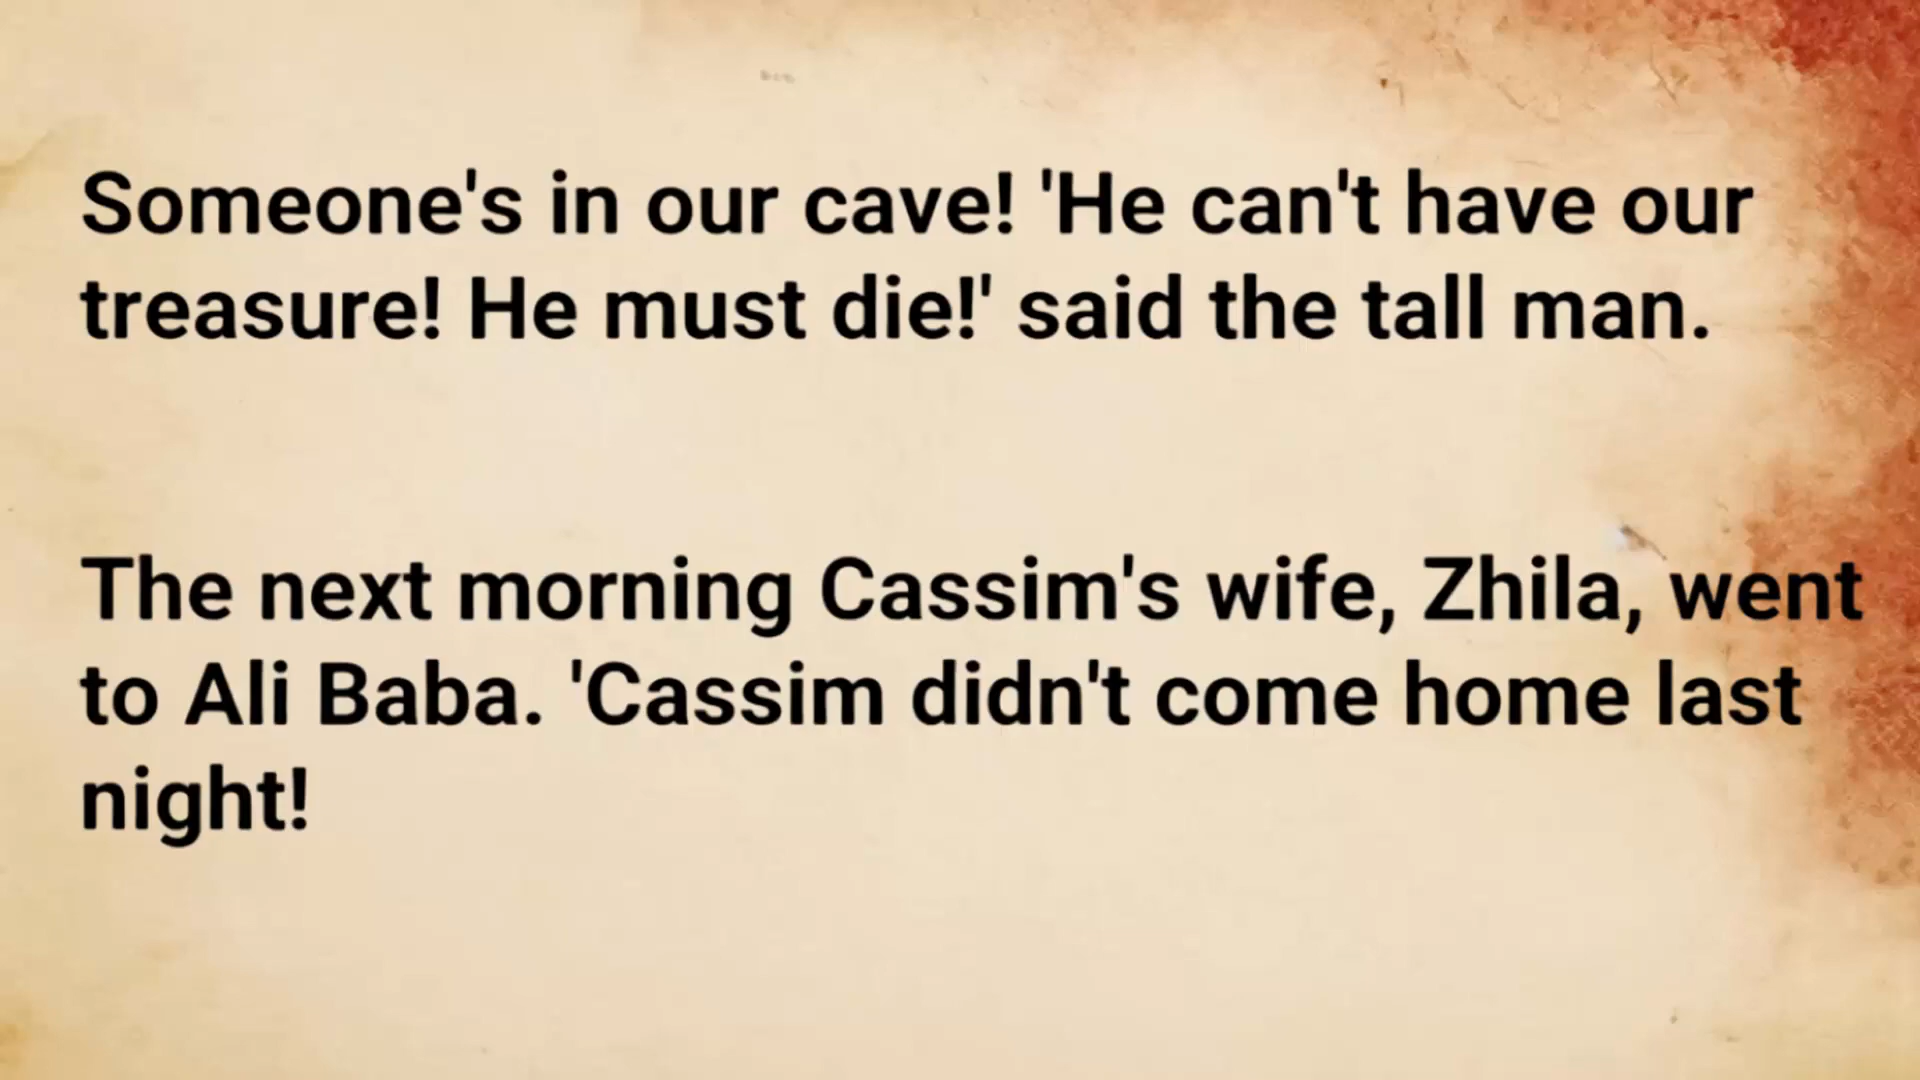 Someone's in our cave! 'He can't have our
treasure! He must die!' said the tall man.
The next morning Cassim's wife, Zhila, went
to Ali Baba. 'Cassim didn't come home last
night!